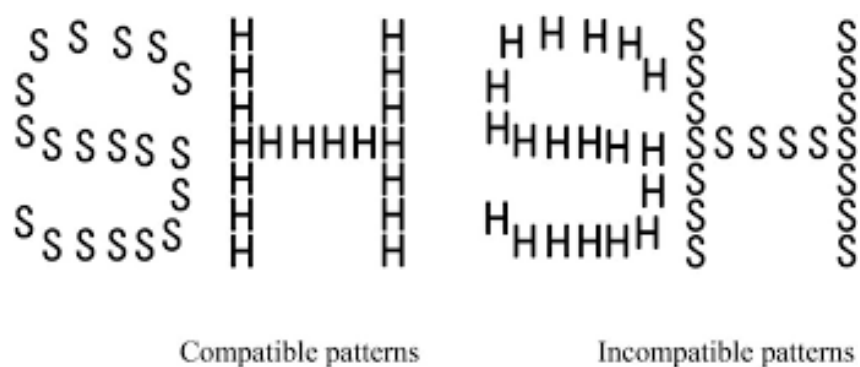 S S S S H H H H H H S S
S H H H S S
S H H H S S
S S S S S S H H H H H H H H H H H H S S S S S S
S H H H S S
S H H H S S
S S S S S H H H H H H H S S
Compatible patterns Incompatible patterns